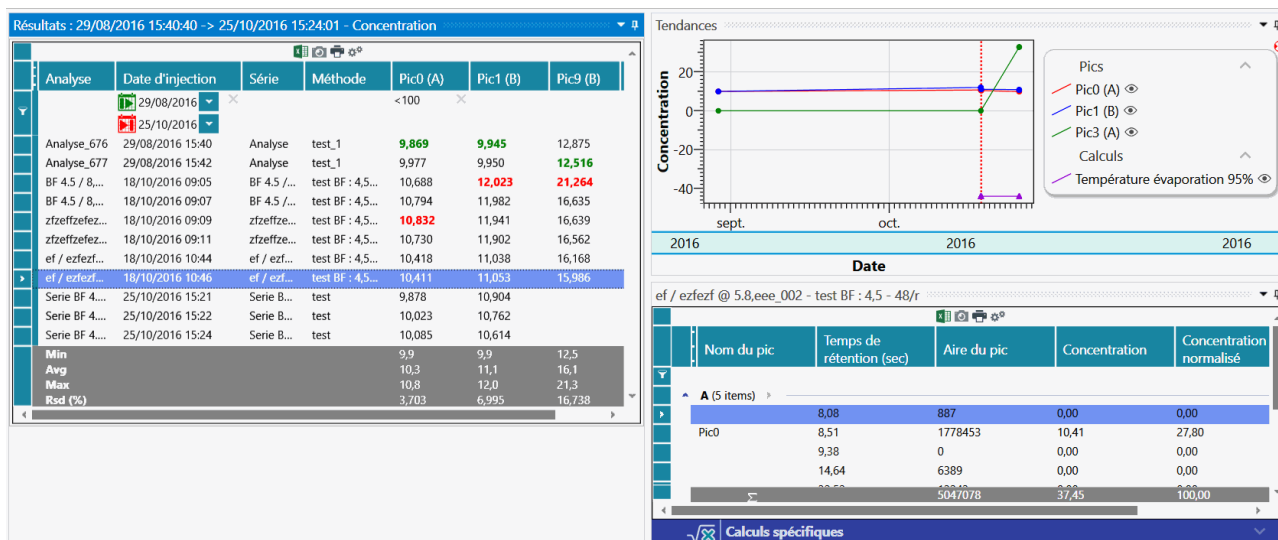 Résultats : 29/08/2016 15:40:40 -> 25/10/2016 15:24:01 - Concentration
Analyse Date d'injection Série Méthode Pic0 (A) Pic1 (B) Pic9 (B)
29/08/2016 <100
25/10/2016
Analyse_676 29/08/2016 15:40 Analyse test_1 9,869 9,945 12,875
Analyse_677 29/08/2016 15:42 Analyse test_1 9,977 9,950 12,516
BF 4.5 / 8,... 18/10/2016 09:05 BF 4.5 /... test BF : 4,5... 10,688 12,023 21,264
BF 4.5 / 8,... 18/10/2016 09:07 BF 4.5 /... test BF : 4,5... 10,794 11,982 16,635
zfzeffzefez... 18/10/2016 09:09 zfzeffze... test BF : 4,5... 10,832 11,941 16,639
zfzeffzefez... 18/10/2016 09:11 zfzeffze... test BF : 4,5... 10,730 11,902 16,562
ef / ezfezf... 18/10/2016 10:44 ef / ezf... test BF : 4,5... 10,418 11,038 16,168
ef / ezfezf... 18/10/2016 10:46 ef / ezf... test BF : 4,5... 10,411 11,053 15,986
Serie BF 4.... 25/10/2016 15:21 Serie B... test 9,878 10,904
Serie BF 4.... 25/10/2016 15:22 Serie B... test 10,023 10,762
Serie BF 4.... 25/10/2016 15:24 Serie B... test 10,085 10,614
Min 9,9 9,9 12,5
Avg 10,3 11,1 16,1
Max 10,8 12,0 21,3
Rsd (%) 3,703 6,995 16,738
Tendances
Concentration
20
0
-20
-40
sept. oct.
2016 2016 2016
Date
Pics
Pic0 (A)
Pic1 (B)
Pic3 (A)
Calculs
Température évaporation 95%
ef / ezfezf @ 5.8,eee_002 - test BF : 4,5 - 48/r
Nom du pic Temps de rétention (sec) Aire du pic Concentration Concentration normalisé
A (5 items)
8,08 887 0,00 0,00
Pic0 8,51 1778453 10,41 27,80
9,38 0 0,00 0,00
14,64 6389 0,00 0,00
Σ 5047078 37,45 100,00
Calculs spécifiques